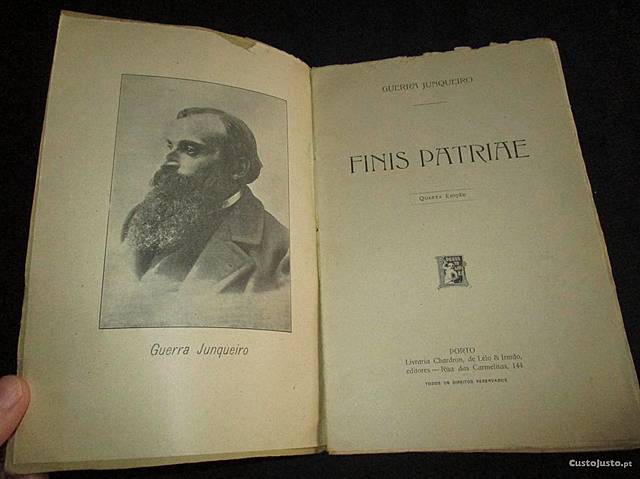 Guerra Junqueiro
GUERRA JUNQUEIRO
FINIS PATRIAE
QUARTA EDIÇÃO
PORTO
Livraria Chardron, de Lélo & Irmão,
editores — Rua das Carmelitas, 144
TODOS OS DIREITOS RESERVADOS
CustoJusto.pt